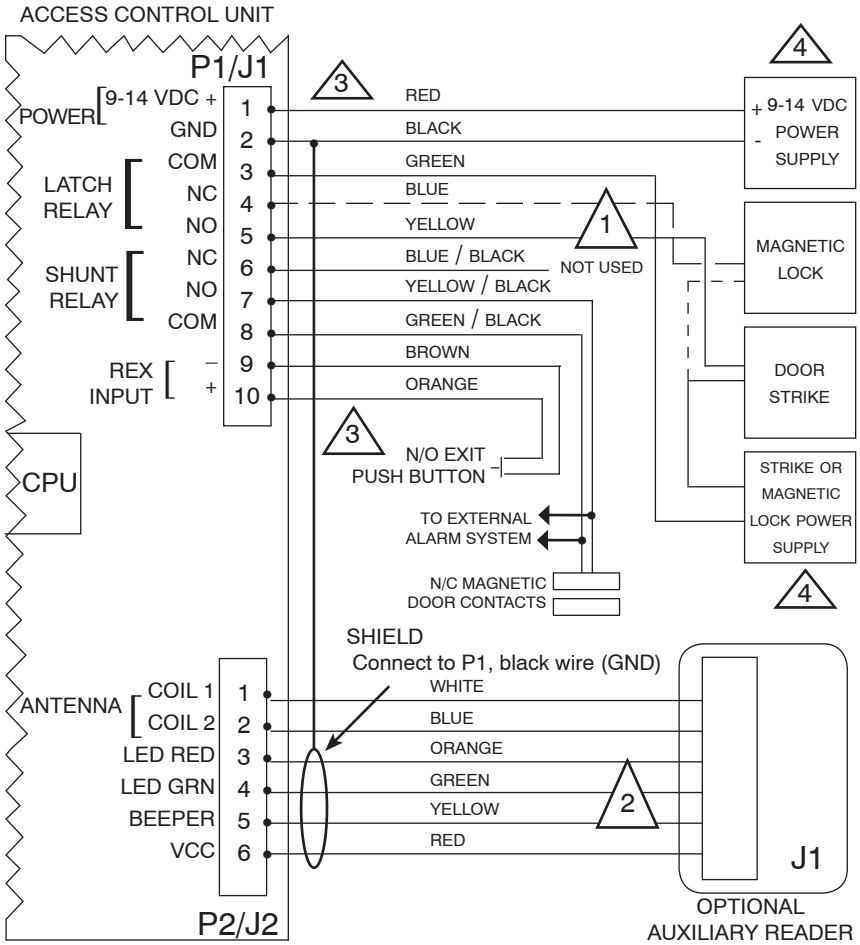 ACCESS CONTROL UNIT
P1/J1
POWER
9-14 VDC +
GND
LATCH
RELAY
COM
NC
NO
SHUNT
RELAY
NC
NO
COM
REX
INPUT
–
+
1
2
3
4
5
6
7
8
9
10
3
RED
BLACK
GREEN
BLUE
YELLOW
BLUE / BLACK
YELLOW / BLACK
GREEN / BLACK
BROWN
ORANGE
1
NOT USED
4
+ 9-14 VDC
- POWER
SUPPLY
MAGNETIC
LOCK
DOOR
STRIKE
STRIKE OR
MAGNETIC
LOCK POWER
SUPPLY
4
3
N/O EXIT
PUSH BUTTON
TO EXTERNAL
ALARM SYSTEM
N/C MAGNETIC
DOOR CONTACTS
CPU
SHIELD
Connect to P1, black wire (GND)
ANTENNA
COIL 1
COIL 2
LED RED
LED GRN
BEEPER
VCC
1
2
3
4
5
6
P2/J2
WHITE
BLUE
ORANGE
GREEN
YELLOW
RED
2
J1
OPTIONAL
AUXILIARY READER